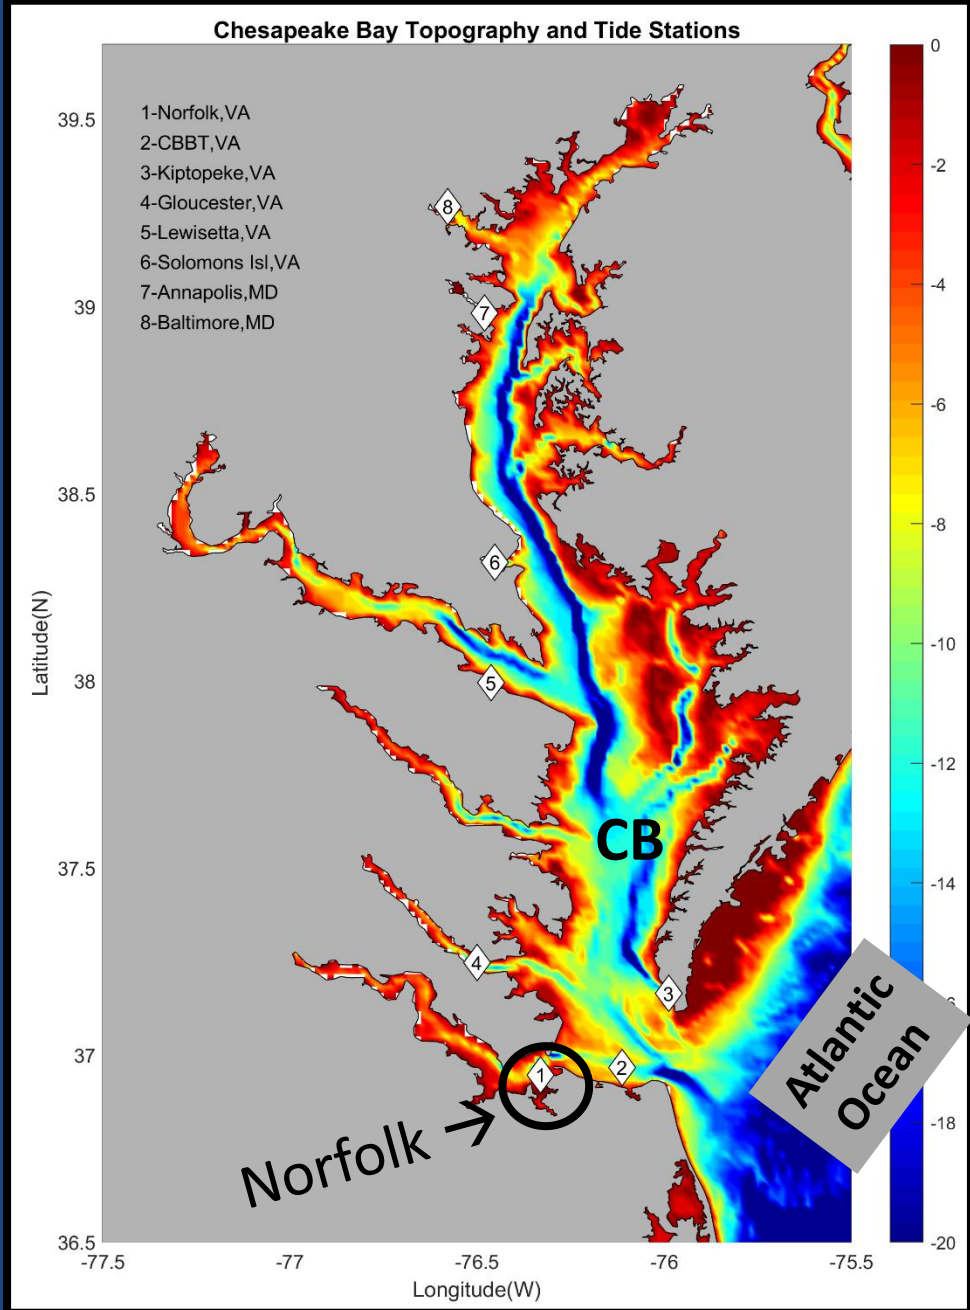 Chesapeake Bay Topography and Tide Stations
1-Norfolk,VA
2-CBBT,VA
3-Kiptopeke,VA
4-Gloucester,VA
5-Lewisetta,VA
6-Solomons Isl,VA
7-Annapolis,MD
8-Baltimore,MD
39.5
39
38.5
38
37.5
37
36.5
Latitude(N)
-77.5
-77
-76.5
-76
-75.5
Longitude(W)
8
7
6
5
4
3
2
1
CB
Norfolk
Atlantic
Ocean
0
-2
-4
-6
-8
-10
-12
-14
-18
-20